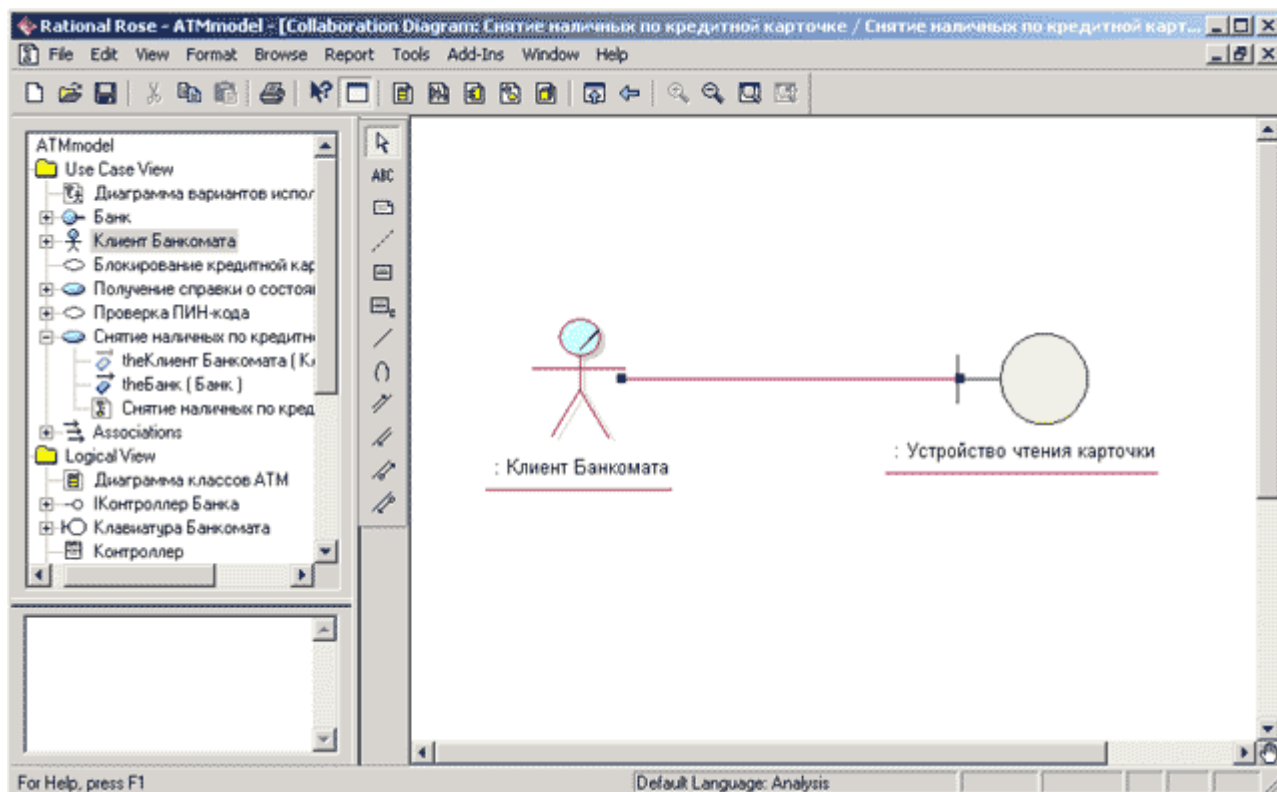 Rational Rose - ATMmodel - [Collaboration Diagram: Снятие наличных по кредитной карточке / Снятие наличных по кредитной карт...
File Edit View Format Browse Report Tools Add-Ins Window Help
ATMmodel
Use Case View
Диаграмма вариантов испол
Банк
Клиент Банкомата
Блокирование кредитной кар
Получение справки о состоя
Проверка ПИН-кода
Снятие наличных по кредитн
theКлиент Банкомата ( Кл
theБанк ( Банк )
Снятие наличных по кред
Associations
Logical View
Диаграмма классов ATM
IКонтроллер Банка
Клавиатура Банкомата
Контроллер
ABC
: Клиент Банкомата
: Устройство чтения карточки
For Help, press F1
Default Language: Analysis